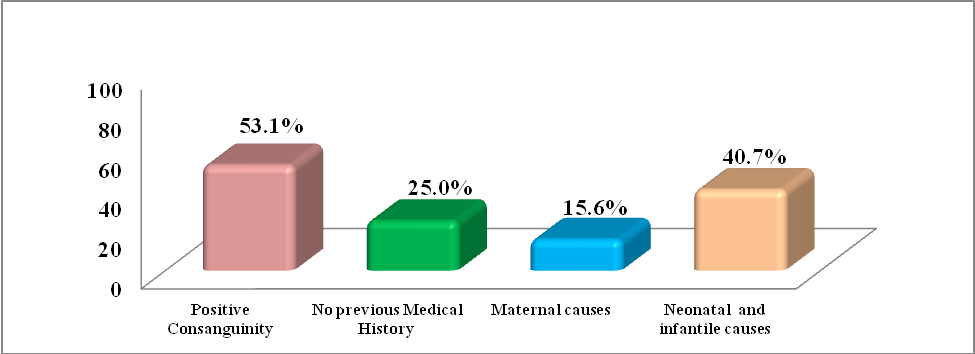 100
80
60
40
20
0
53.1%
25.0%
15.6%
40.7%
Positive
Consanguinity
No previous Medical
History
Maternal causes
Neonatal and
infantile causes